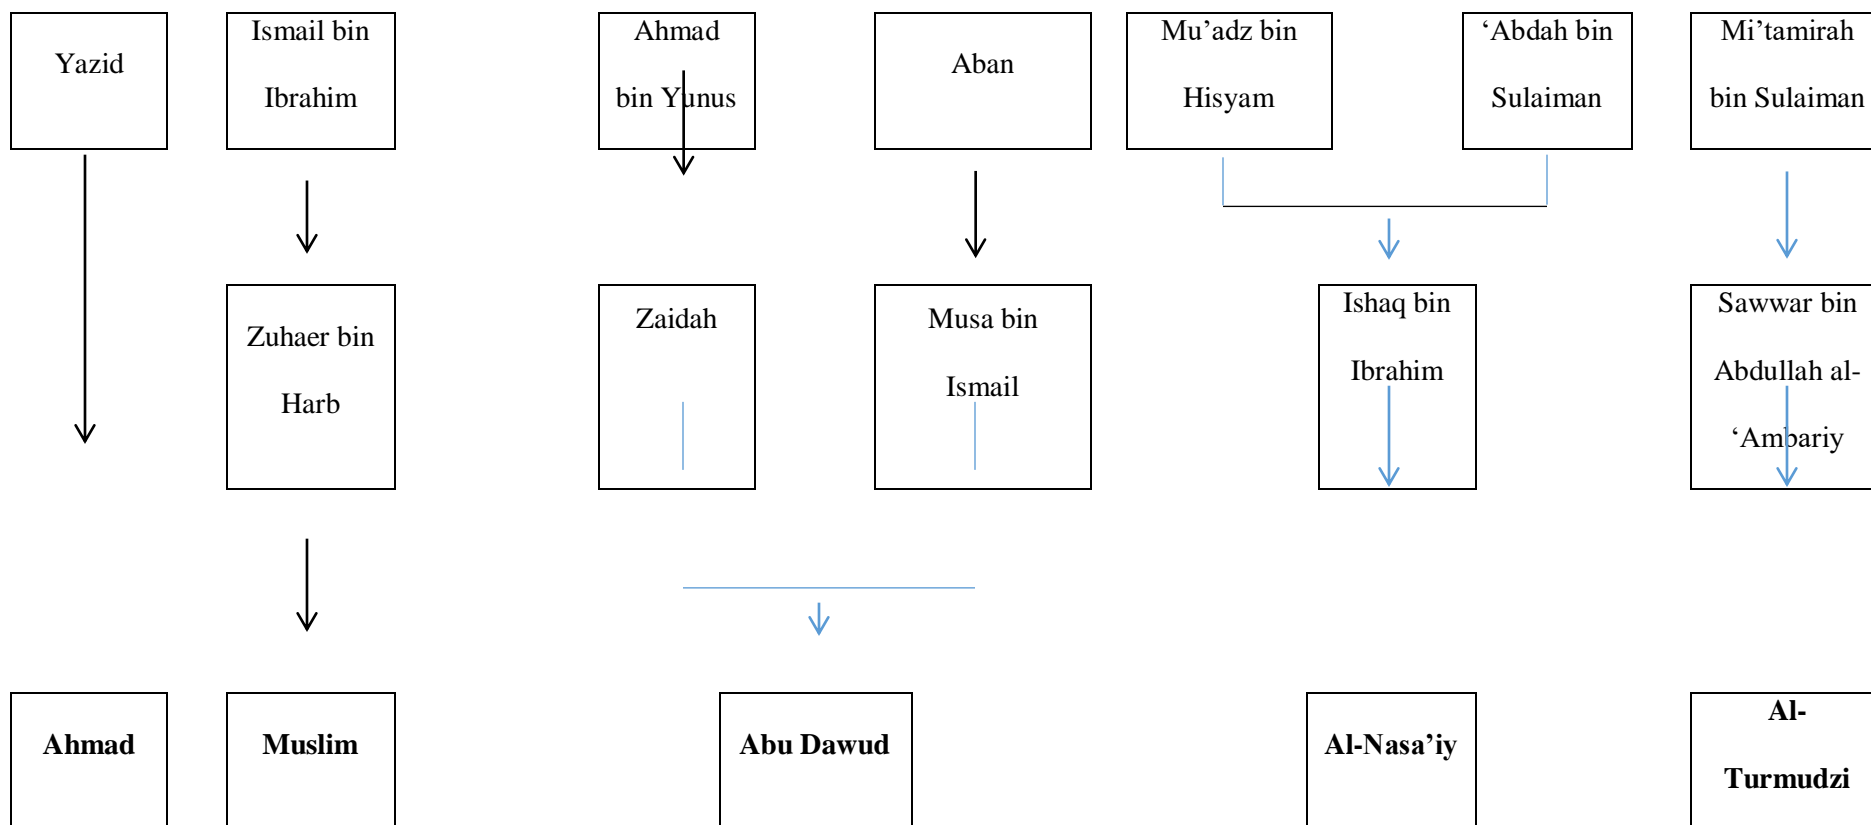 Yazid
Ismail bin
Ibrahim
Ahmad
bin Yunus
Aban
Mu’adz bin
Hisyam
‘Abdah bin
Sulaiman
Mi’tamirah
bin Sulaiman
Zuhaer bin
Harb
Zaidah
Musa bin
Ismail
Ishaq bin
Ibrahim
Sawwar bin
Abdullah al-
‘Ambariy
Ahmad
Muslim
Abu Dawud
Al-Nasa’iy
Al-
Turmudzi